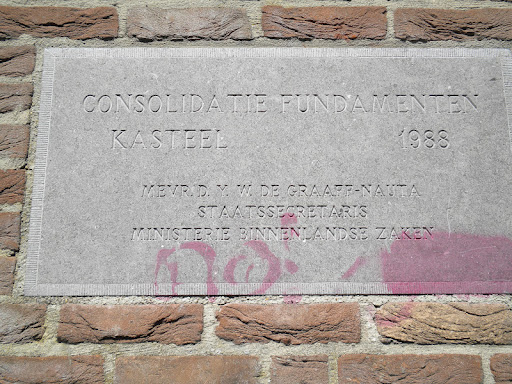 CONSOLIDATIE FUNDAMENTEN
KASTEEL 1988
MEVR. D. Y. W. DE GRAAFF-NAUTA
STAATSSECRETARIS
MINISTERIE BINNENLANDSE ZAKEN